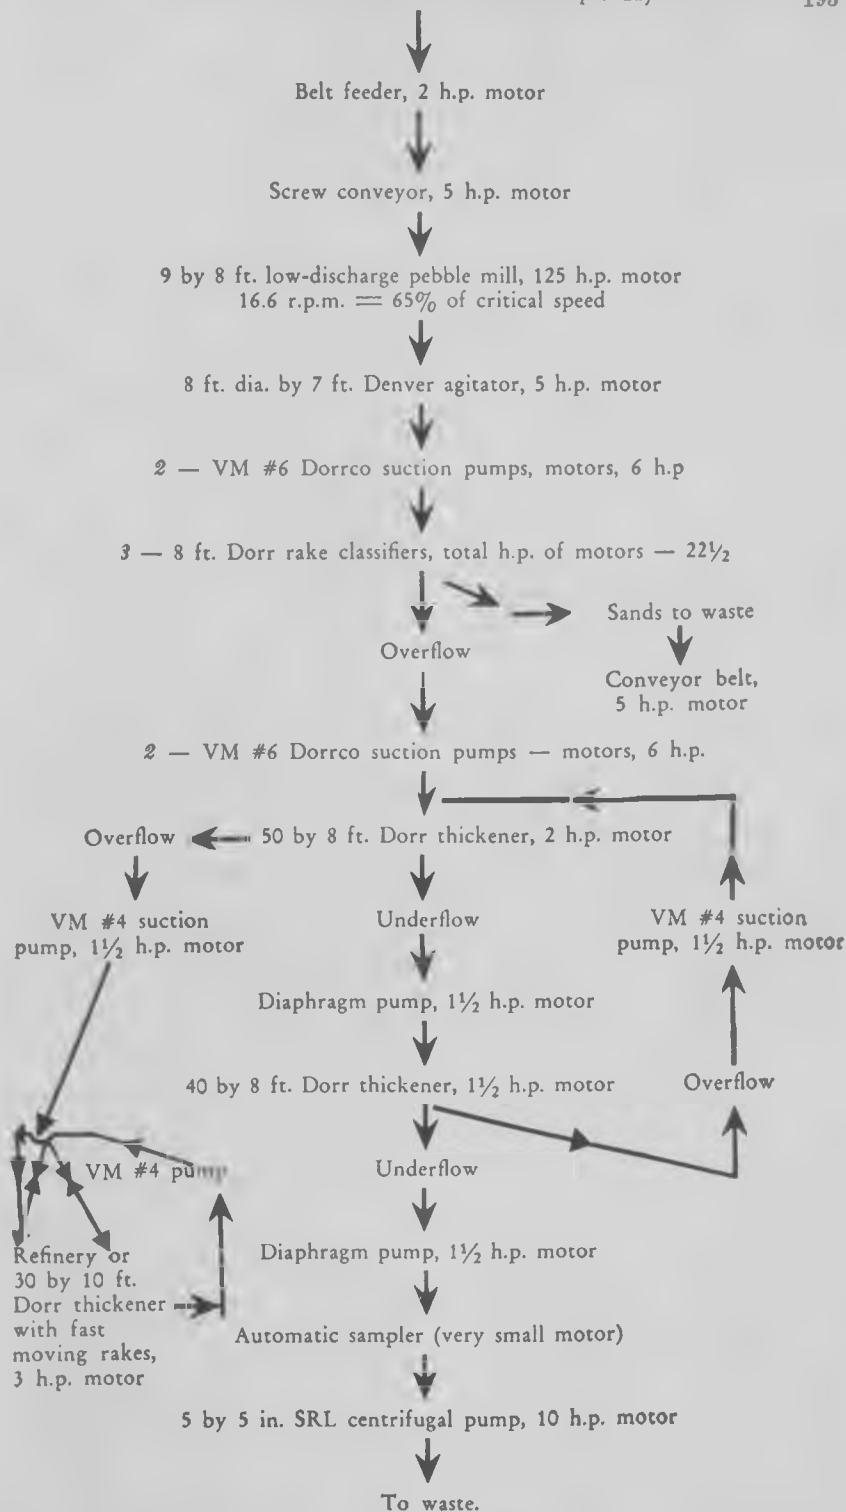 195
Belt feeder, 2 h.p. motor
Screw conveyor, 5 h.p. motor
9 by 8 ft. low-discharge pebble mill, 125 h.p. motor
16.6 r.p.m. = 65% of critical speed
8 ft. dia. by 7 ft. Denver agitator, 5 h.p. motor
2 — VM #6 Dorrco suction pumps, motors, 6 h.p
3 — 8 ft. Dorr rake classifiers, total h.p. of motors — 22½
Sands to waste
Overflow
Conveyor belt,
5 h.p. motor
2 — VM #6 Dorrco suction pumps — motors, 6 h.p.
Overflow
50 by 8 ft. Dorr thickener, 2 h.p. motor
VM #4 suction
pump, 1½ h.p. motor
Underflow
VM #4 suction
pump, 1½ h.p. motor
Diaphragm pump, 1½ h.p. motor
40 by 8 ft. Dorr thickener, 1½ h.p. motor
Overflow
VM #4 pump
Underflow
Refinery or
30 by 10 ft.
Dorr thickener
with fast
moving rakes,
3 h.p. motor
Diaphragm pump, 1½ h.p. motor
Automatic sampler (very small motor)
5 by 5 in. SRL centrifugal pump, 10 h.p. motor
To waste.